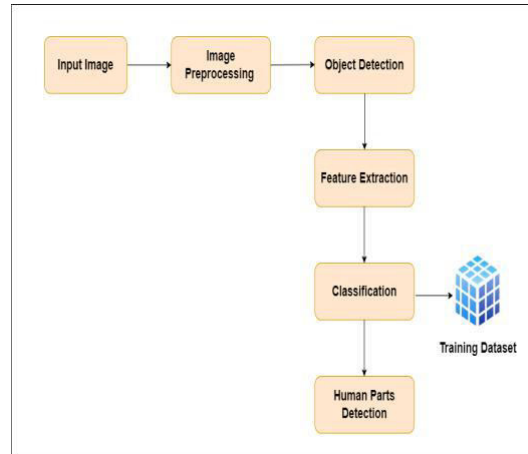 Input Image
Image
Preprocessing
Object Detection
Feature Extraction
Classification
Training Dataset
Human Parts
Detection